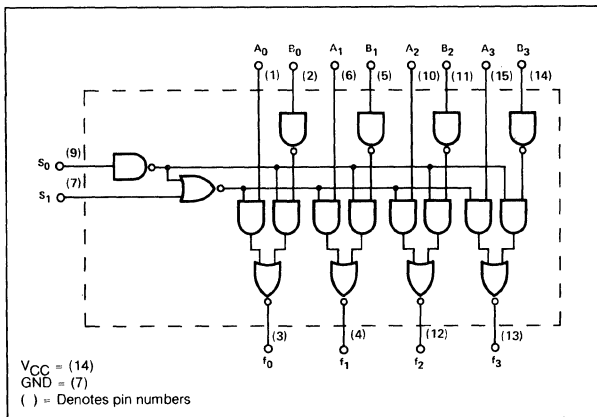 A0 B0 A1 B1 A2 B2 A3 B3
(1) (2) (6) (5) (10) (11) (15) (14)
(9)
S0
(7)
S1
(3) (4) (12) (13)
f0 f1 f2 f3
VCC = (14)
GND = (7)
( ) = Denotes pin numbers